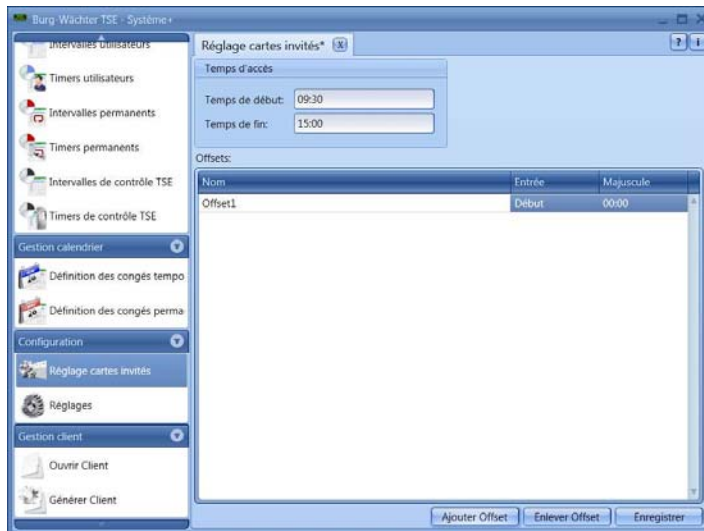 Burg-Wächter TSE - Système+
Intervalles utilisateurs
Timers utilisateurs
Intervalles permanents
Timers permanents
Intervalles de contrôle TSE
Timers de contrôle TSE
Gestion calendrier
Définition des congés tempo
Définition des congés perma
Configuration
Réglage cartes invités
Réglages
Gestion client
Ouvrir Client
Générer Client
Réglage cartes invités* X
? i
Temps d'accès
Temps de début: 09:30
Temps de fin: 15:00
Offsets:
Nom Entrée Majuscule
Offset1 Début 00:00
Ajouter Offset Enlever Offset Enregistrer